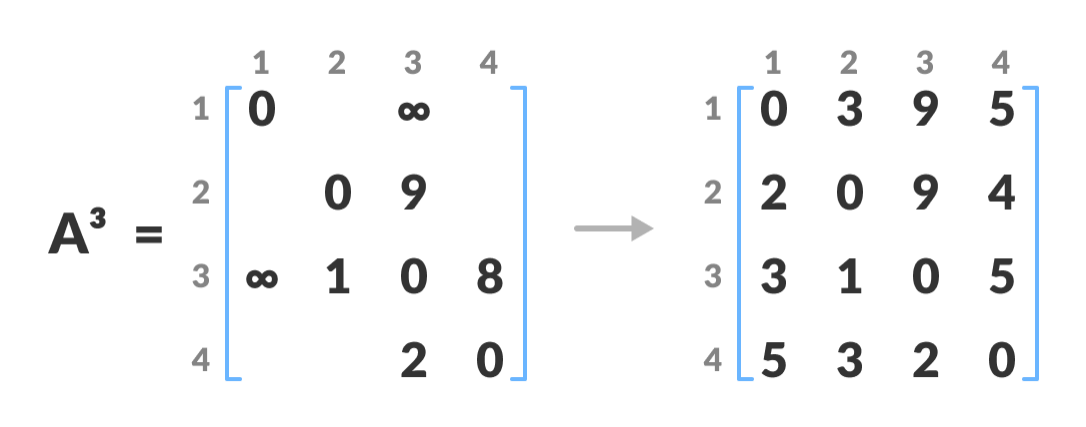 1 2 3 4 1 2 3 4
1 0 ∞ 1 0 3 9 5
2 0 9 2 2 0 9 4
A³ =
3 ∞ 1 0 8 3 3 1 0 5
4 2 0 4 5 3 2 0